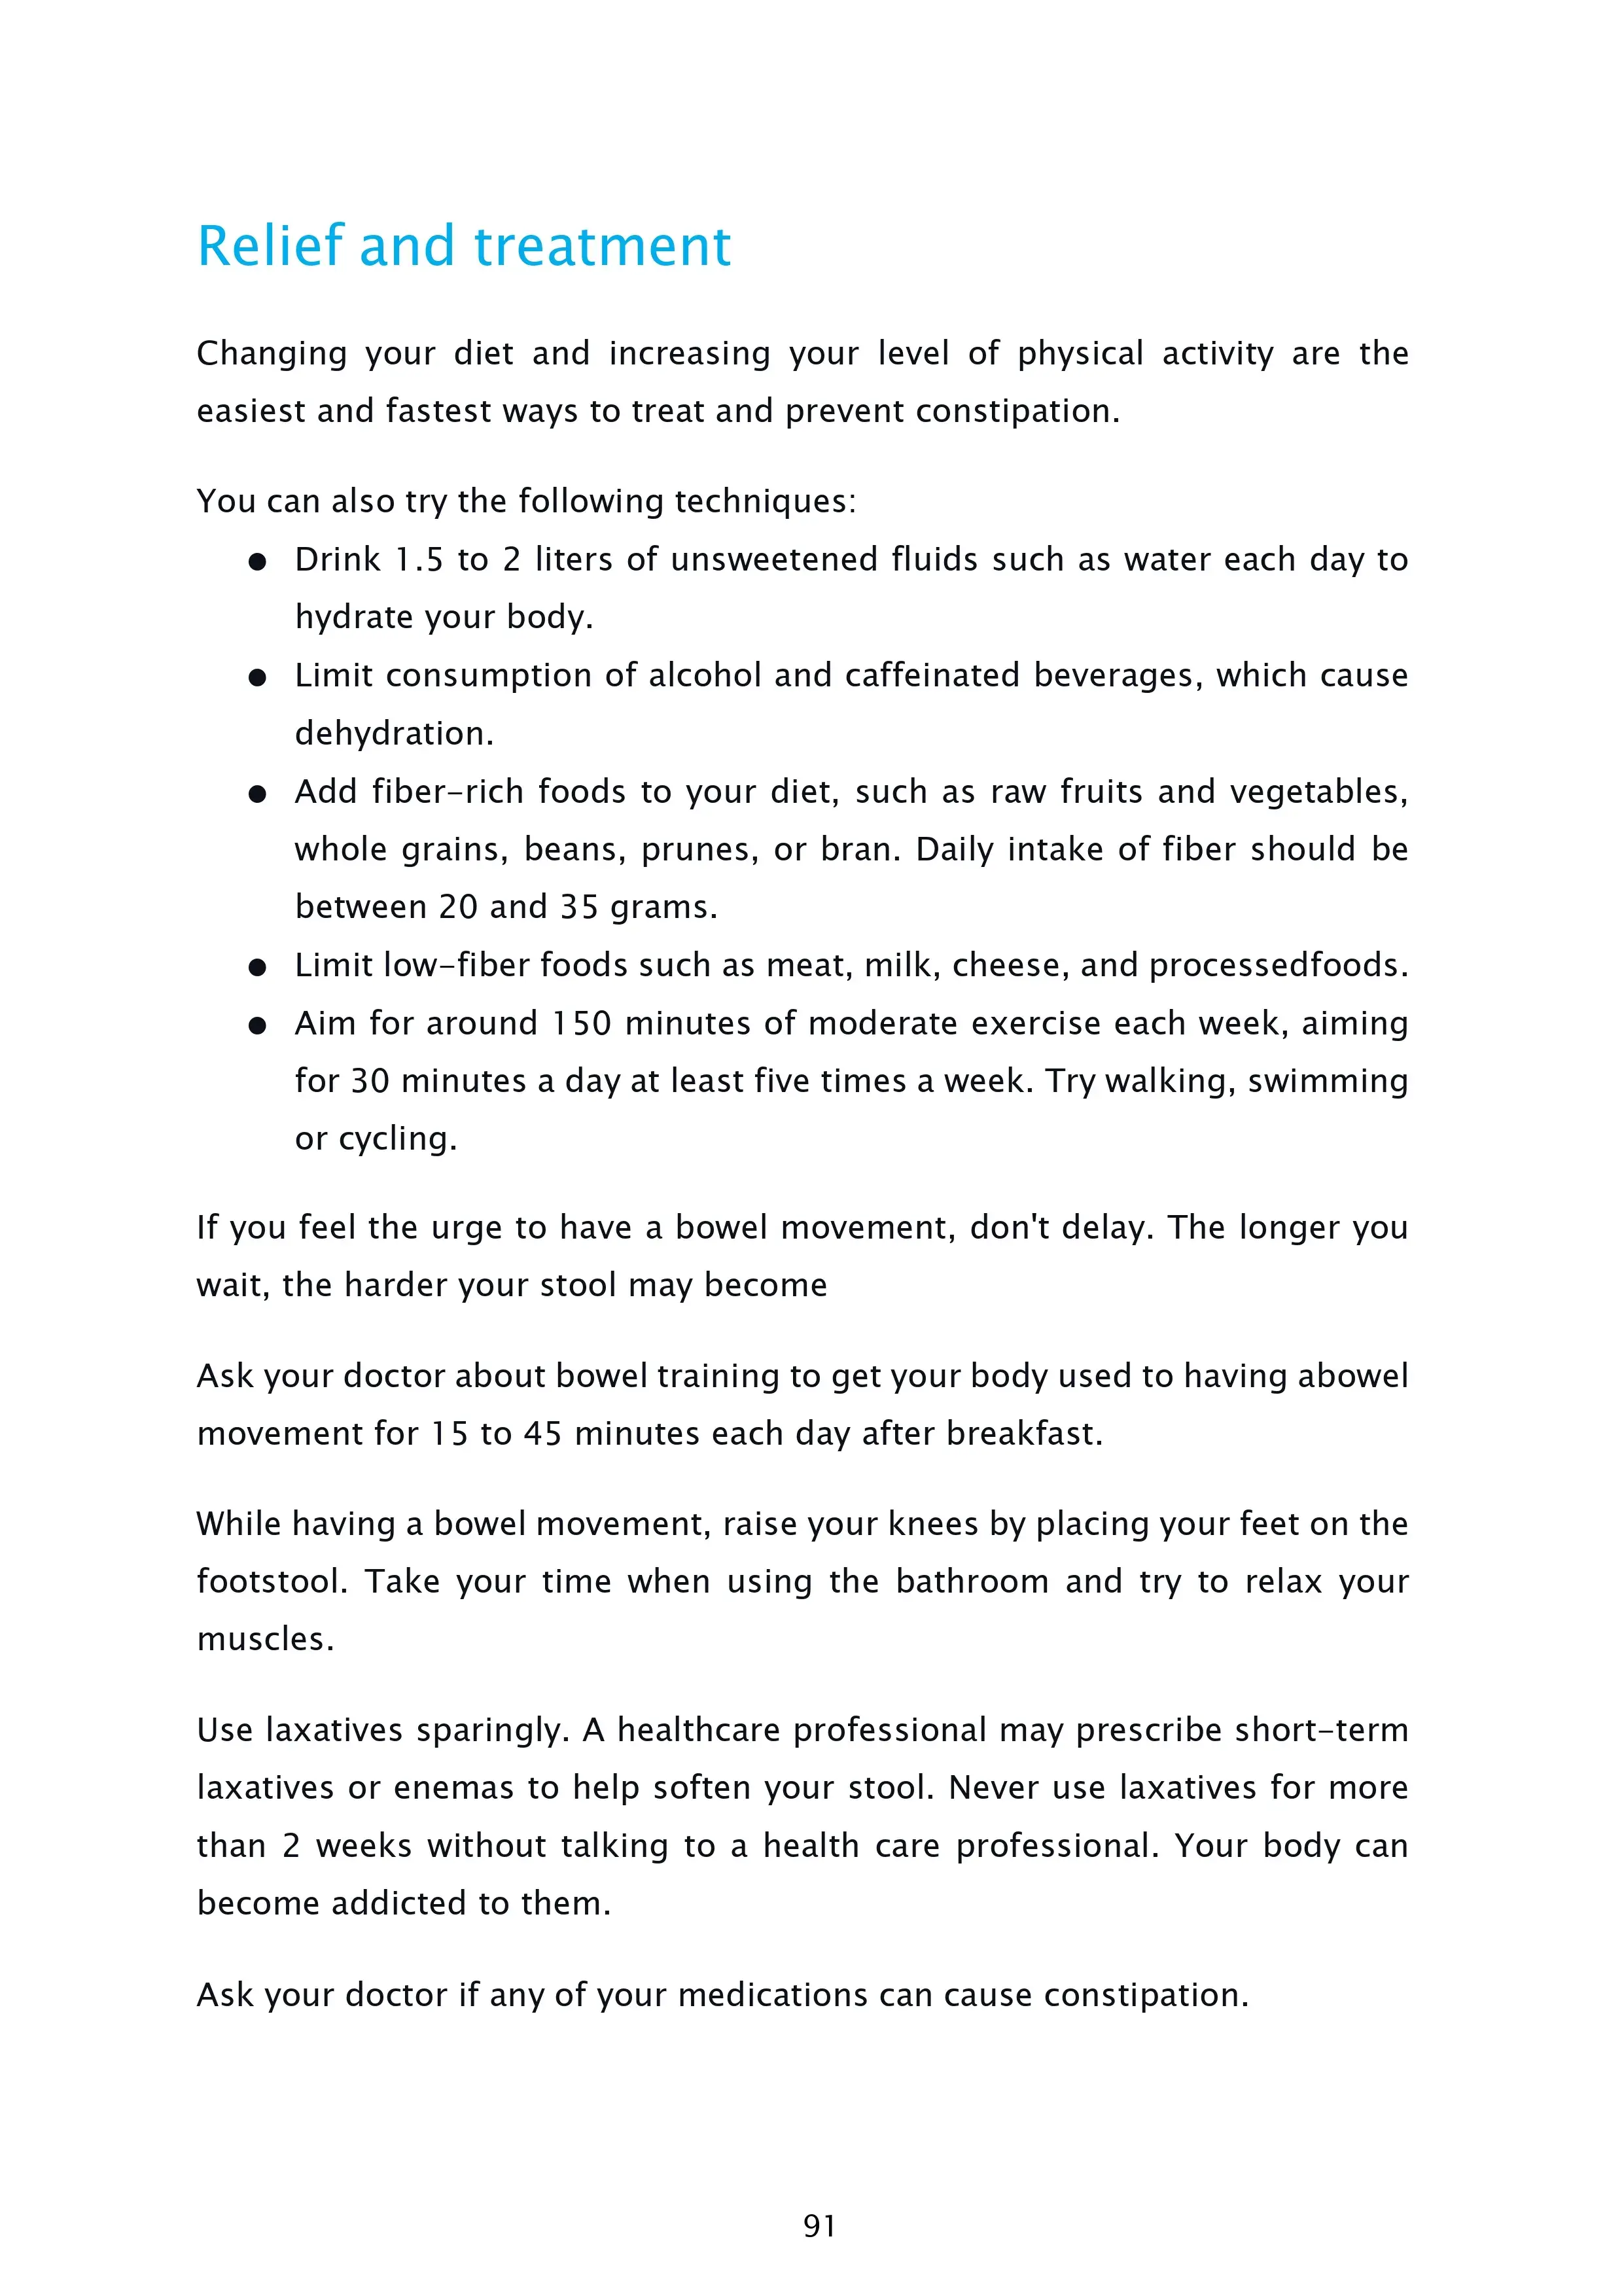 Relief and treatment
Changing your diet and increasing your level of physical activity are the
easiest and fastest ways to treat and prevent constipation.
You can also try the following techniques:
● Drink 1.5 to 2 liters of unsweetened fluids such as water each day to
hydrate your body.
● Limit consumption of alcohol and caffeinated beverages, which cause
dehydration.
● Add fiber-rich foods to your diet, such as raw fruits and vegetables,
whole grains, beans, prunes, or bran. Daily intake of fiber should be
between 20 and 35 grams.
● Limit low-fiber foods such as meat, milk, cheese, and processedfoods.
● Aim for around 150 minutes of moderate exercise each week, aiming
for 30 minutes a day at least five times a week. Try walking, swimming
or cycling.
If you feel the urge to have a bowel movement, don't delay. The longer you
wait, the harder your stool may become
Ask your doctor about bowel training to get your body used to having abowel
movement for 15 to 45 minutes each day after breakfast.
While having a bowel movement, raise your knees by placing your feet on the
footstool. Take your time when using the bathroom and try to relax your
muscles.
Use laxatives sparingly. A healthcare professional may prescribe short-term
laxatives or enemas to help soften your stool. Never use laxatives for more
than 2 weeks without talking to a health care professional. Your body can
become addicted to them.
Ask your doctor if any of your medications can cause constipation.
91